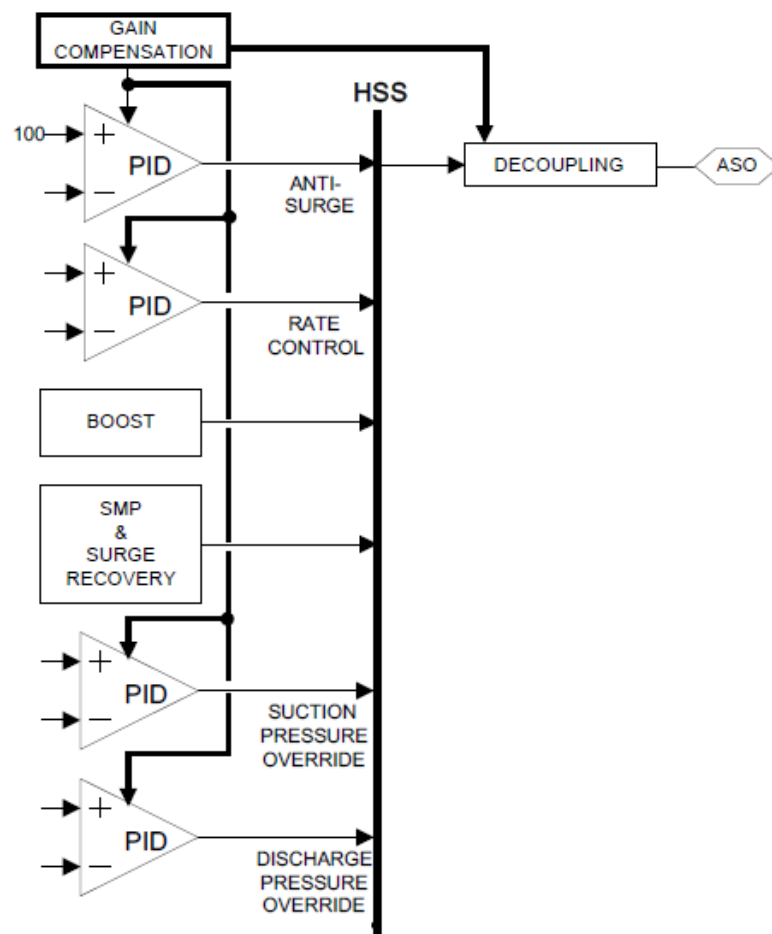 GAIN
COMPENSATION
HSS
100
+
PID
−
ANTI-
SURGE
DECOUPLING
ASO
+
PID
−
RATE
CONTROL
BOOST
SMP
&
SURGE
RECOVERY
+
PID
−
SUCTION
PRESSURE
OVERRIDE
+
PID
−
DISCHARGE
PRESSURE
OVERRIDE